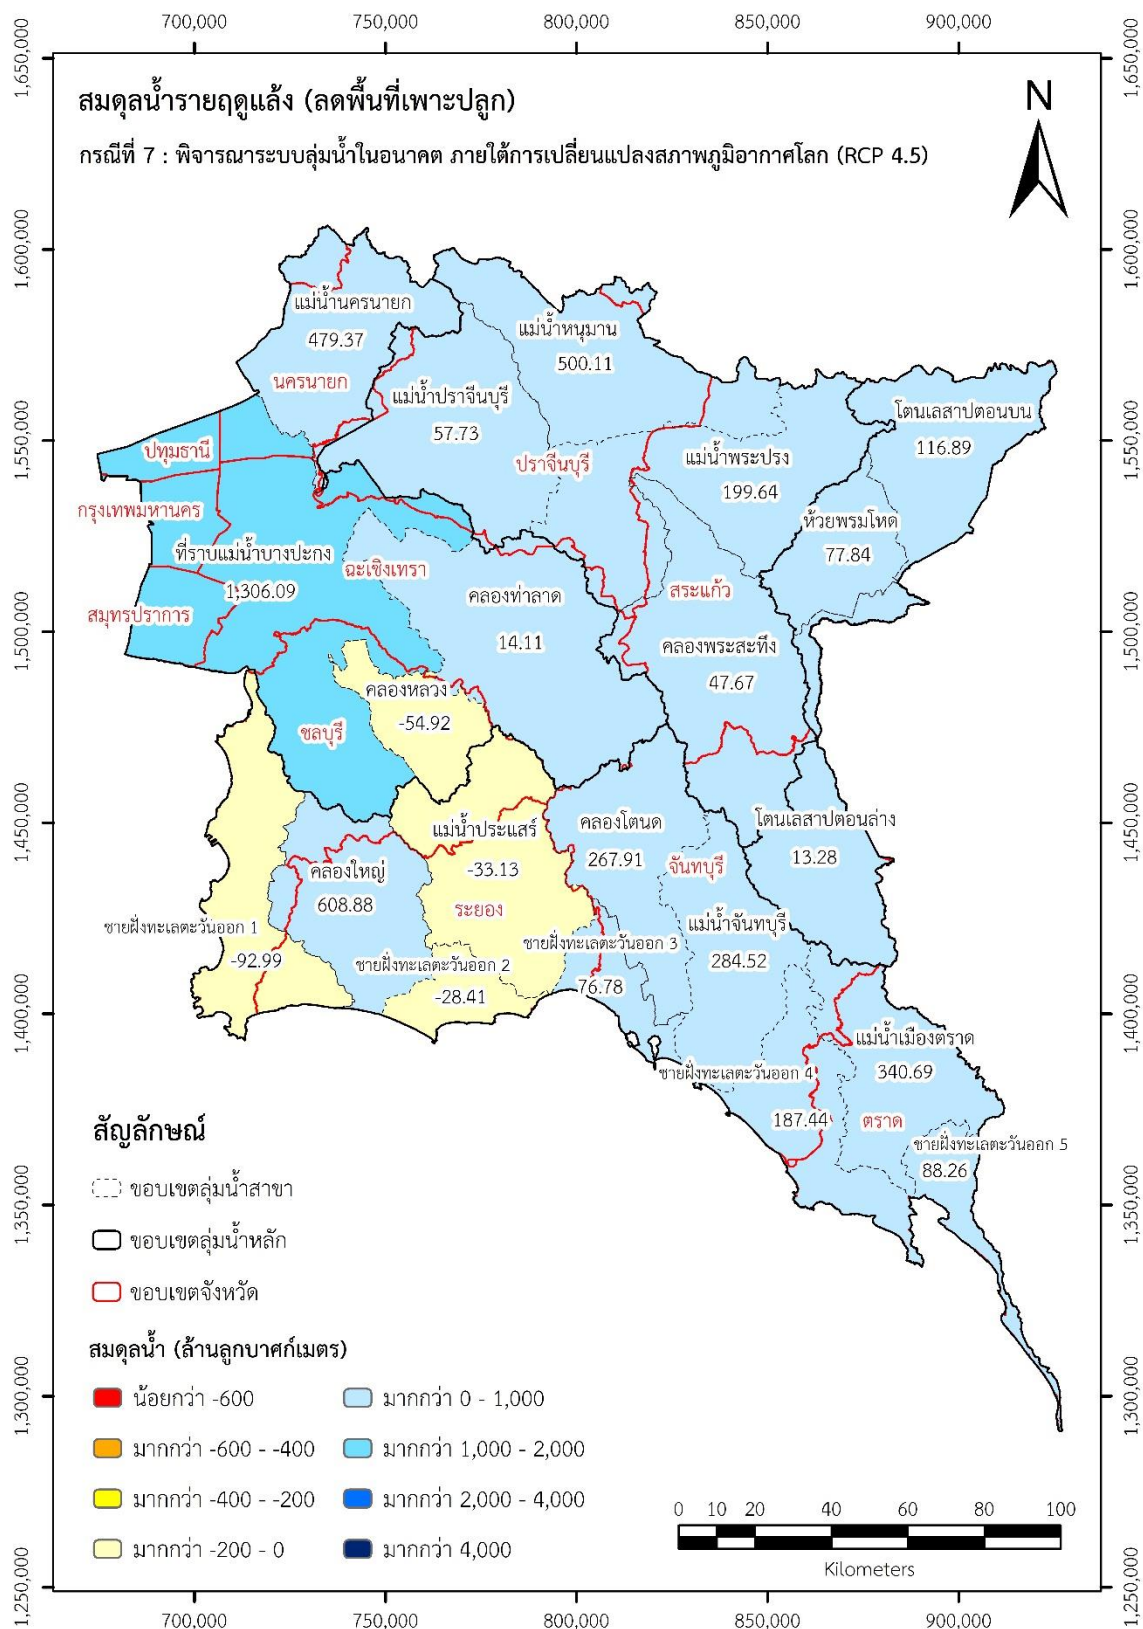 700,000 750,000 800,000 850,000 900,000
1,650,000 1,650,000
สมดุลน้ำรายฤดูแล้ง (ลดพื้นที่เพาะปลูก)
N
กรณีที่ 7 : พิจารณาระบบลุ่มน้ำในอนาคต ภายใต้การเปลี่ยนแปลงสภาพภูมิอากาศโลก (RCP 4.5)
1,600,000 1,600,000
แม่น้ำนครนายก
479.37
นครนายก
แม่น้ำหนุมาน
500.11
แม่น้ำปราจีนบุรี
57.73
โตนเลสาปตอนบน
116.89
1,550,000 1,550,000
ปทุมธานี
ปราจีนบุรี
แม่น้ำพระปรง
199.64
กรุงเทพมหานคร
ห้วยพรมโหด
77.84
ที่ราบแม่น้ำบางปะกง
1,306.09
ฉะเชิงเทรา
คลองท่าลาด
14.11
สระแก้ว
สมุทรปราการ
1,500,000 1,500,000
คลองพระสะทึง
47.67
คลองหลวง
-54.92
ชลบุรี
1,450,000 1,450,000
แม่น้ำประแสร์
-33.13
คลองโตนด
267.91
โตนเลสาปตอนล่าง
13.28
จันทบุรี
คลองใหญ่
608.88
ระยอง
ชายฝั่งทะเลตะวันออก 1
-92.99
แม่น้ำจันทบุรี
284.52
ชายฝั่งทะเลตะวันออก 3
76.78
ชายฝั่งทะเลตะวันออก 2
-28.41
1,400,000 1,400,000
แม่น้ำเมืองตราด
340.69
ชายฝั่งทะเลตะวันออก 4
187.44
ตราด
ชายฝั่งทะเลตะวันออก 5
88.26
สัญลักษณ์
ขอบเขตลุ่มน้ำสาขา
1,350,000 1,350,000
ขอบเขตลุ่มน้ำหลัก
ขอบเขตจังหวัด
สมดุลน้ำ (ล้านลูกบาศก์เมตร)
1,300,000 1,300,000
น้อยกว่า -600 มากกว่า 0 - 1,000
มากกว่า -600 - -400 มากกว่า 1,000 - 2,000
มากกว่า -400 - -200 มากกว่า 2,000 - 4,000
มากกว่า -200 - 0 มากกว่า 4,000
0 10 20 40 60 80 100
Kilometers
1,250,000 1,250,000
700,000 750,000 800,000 850,000 900,000